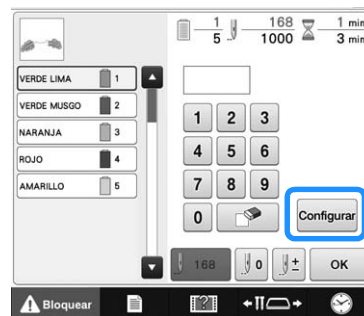 1 168 1 min
5 1000 3 min
VERDE LIMA 1
VERDE MUSGO 2
NARANJA 3
ROJO 4
AMARILLO 5
1 2 3
4 5 6
7 8 9
0 Configurar
168 0 ± OK
Bloquear